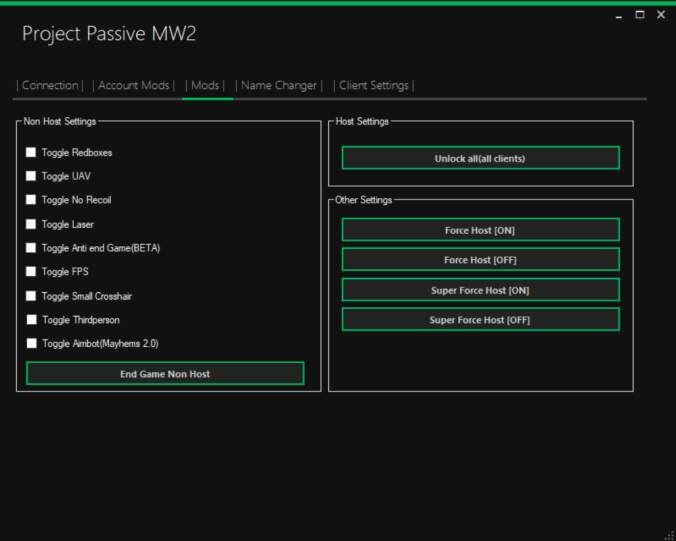 Project Passive MW2
| Connection | | Account Mods | | Mods | | Name Changer | | Client Settings |
Non Host Settings
Toggle Redboxes
Toggle UAV
Toggle No Recoil
Toggle Laser
Toggle Anti end Game(BETA)
Toggle FPS
Toggle Small Crosshair
Toggle Thirdperson
Toggle Aimbot(Mayhems 2.0)
End Game Non Host
Host Settings
Unlock all(all clients)
Other Settings
Force Host [ON]
Force Host [OFF]
Super Force Host [ON]
Super Force Host [OFF]